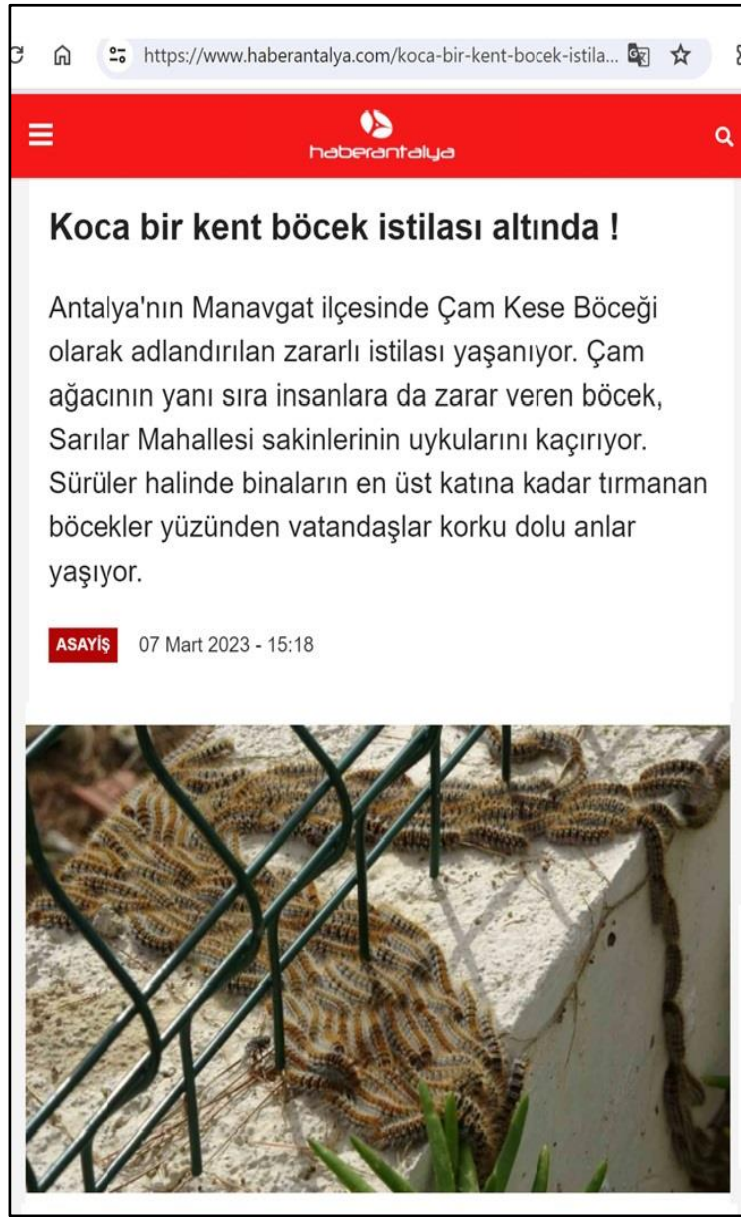 https://www.haberantalya.com/koca-bir-kent-bocek-istila...
haberantalya
Koca bir kent böcek istilası altında !
Antalya'nın Manavgat ilçesinde Çam Kese Böceği
olarak adlandırılan zararlı istilası yaşanıyor. Çam
ağacının yanı sıra insanlara da zarar veren böcek,
Sarılar Mahallesi sakinlerinin uykularını kaçırıyor.
Sürüler halinde binaların en üst katına kadar tırmanan
böcekler yüzünden vatandaşlar korku dolu anlar
yaşıyor.
ASAYİŞ 07 Mart 2023 - 15:18